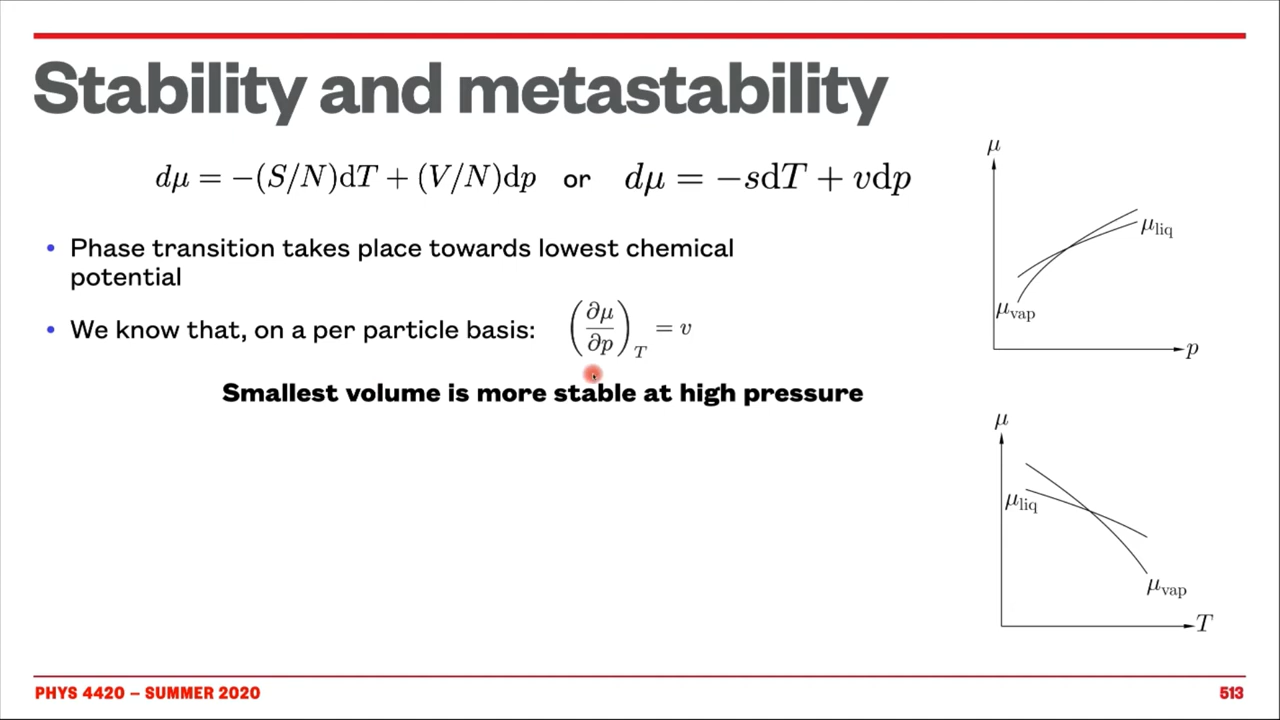 Stability and metastability
dμ = −(S/N)dT + (V/N)dp or dμ = −sdT + vdp
• Phase transition takes place towards lowest chemical
potential
• We know that, on a per particle basis: (∂μ/∂p)_T = v
Smallest volume is more stable at high pressure
μ
μ_liq
μ_vap
p
μ
μ_liq
μ_vap
T
PHYS 4420 – SUMMER 2020
513